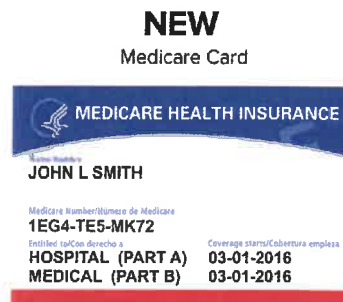 NEW
Medicare Card
MEDICARE HEALTH INSURANCE
JOHN L SMITH
Medicare Number/Número de Medicare
1EG4-TE5-MK72
Entitled to/Con derecho a Coverage starts/Cobertura empieza
HOSPITAL (PART A) 03-01-2016
MEDICAL (PART B) 03-01-2016